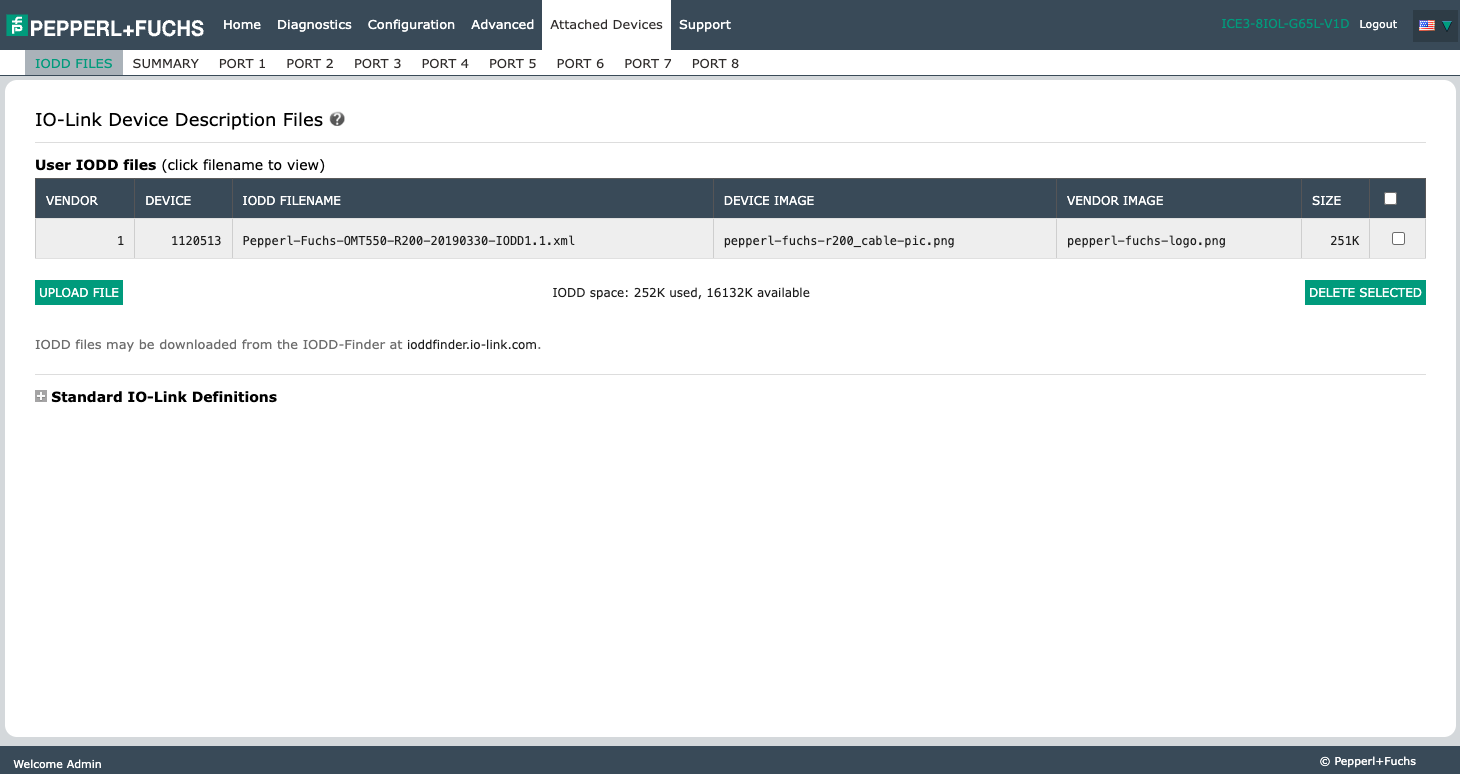 PEPPERL+FUCHS Home Diagnostics Configuration Advanced Attached Devices Support ICE3-8IOL-G65L-V1D Logout
IODD FILES SUMMARY PORT 1 PORT 2 PORT 3 PORT 4 PORT 5 PORT 6 PORT 7 PORT 8
IO-Link Device Description Files ?
User IODD files (click filename to view)
VENDOR DEVICE IODD FILENAME DEVICE IMAGE VENDOR IMAGE SIZE
1 1120513 Pepperl-Fuchs-OMT550-R200-20190330-IODD1.1.xml pepperl-fuchs-r200_cable-pic.png pepperl-fuchs-logo.png 251K
UPLOAD FILE IODD space: 252K used, 16132K available DELETE SELECTED
IODD files may be downloaded from the IODD-Finder at ioddfinder.io-link.com.
Standard IO-Link Definitions
Welcome Admin © Pepperl+Fuchs